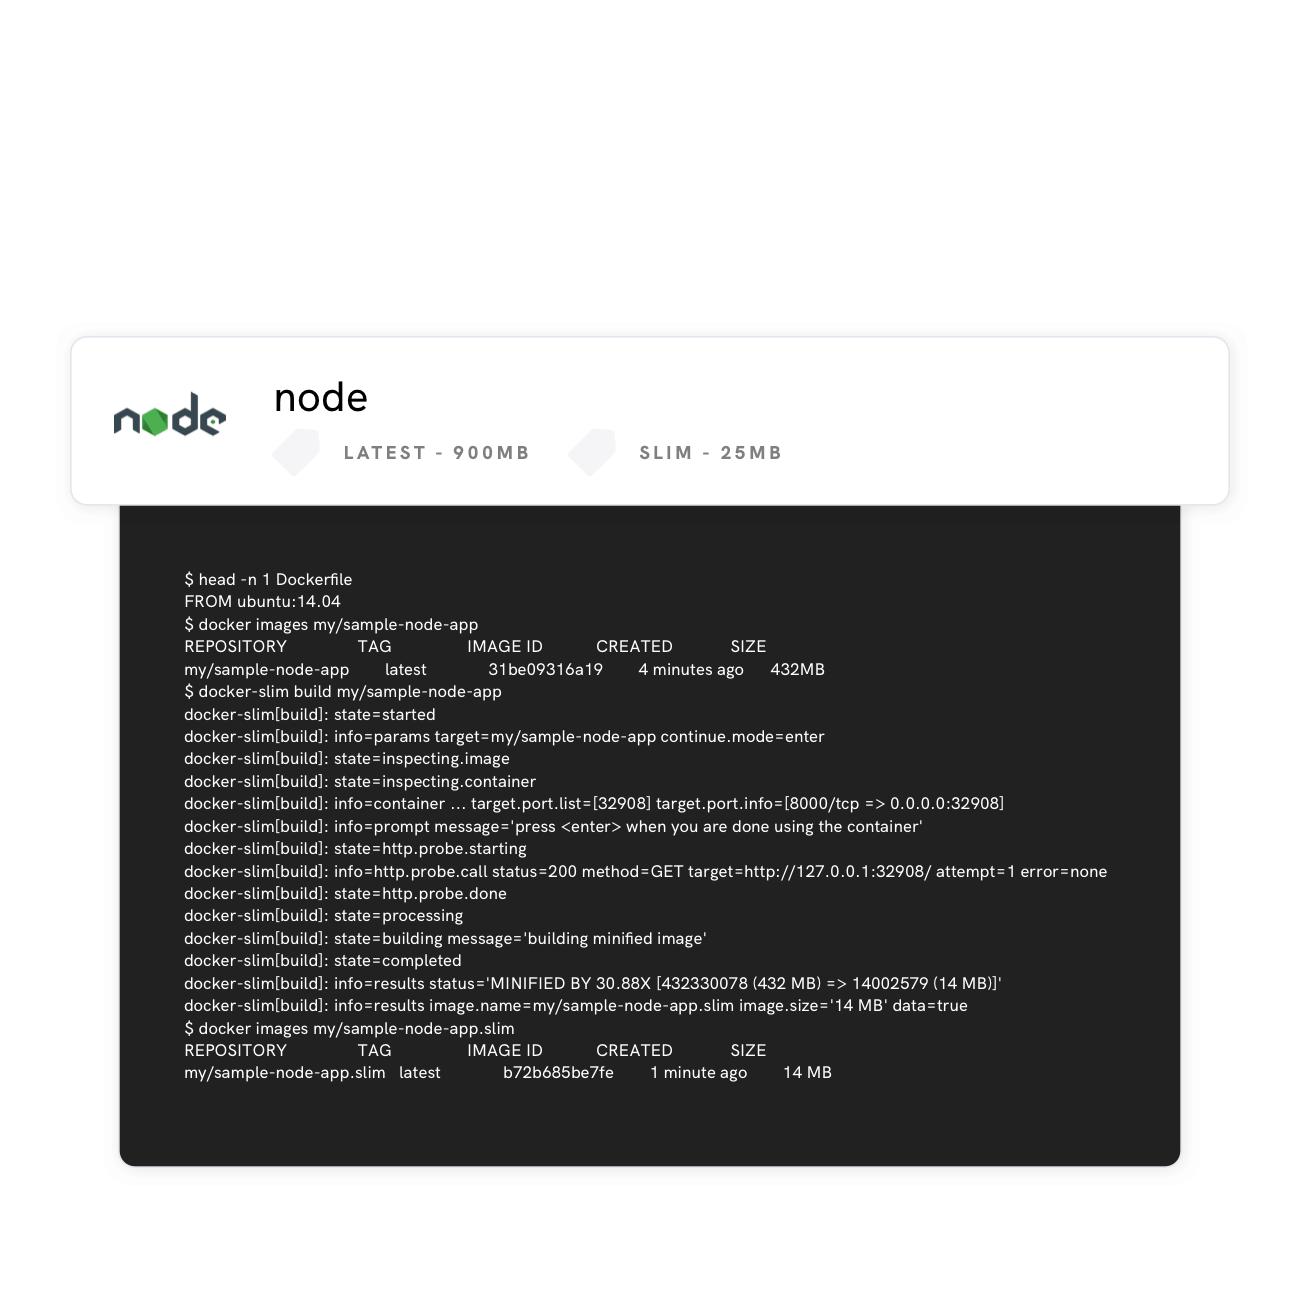 node
node
LATEST - 900MB SLIM - 25MB
$ head -n 1 Dockerfile
FROM ubuntu:14.04
$ docker images my/sample-node-app
REPOSITORY TAG IMAGE ID CREATED SIZE
my/sample-node-app latest 31be09316a19 4 minutes ago 432MB
$ docker-slim build my/sample-node-app
docker-slim[build]: state=started
docker-slim[build]: info=params target=my/sample-node-app continue.mode=enter
docker-slim[build]: state=inspecting.image
docker-slim[build]: state=inspecting.container
docker-slim[build]: info=container ... target.port.list=[32908] target.port.info=[8000/tcp => 0.0.0.0:32908]
docker-slim[build]: info=prompt message='press <enter> when you are done using the container'
docker-slim[build]: state=http.probe.starting
docker-slim[build]: info=http.probe.call status=200 method=GET target=http://127.0.0.1:32908/ attempt=1 error=none
docker-slim[build]: state=http.probe.done
docker-slim[build]: state=processing
docker-slim[build]: state=building message='building minified image'
docker-slim[build]: state=completed
docker-slim[build]: info=results status='MINIFIED BY 30.88X [432330078 (432 MB) => 14002579 (14 MB)]'
docker-slim[build]: info=results image.name=my/sample-node-app.slim image.size='14 MB' data=true
$ docker images my/sample-node-app.slim
REPOSITORY TAG IMAGE ID CREATED SIZE
my/sample-node-app.slim latest b72b685be7fe 1 minute ago 14 MB